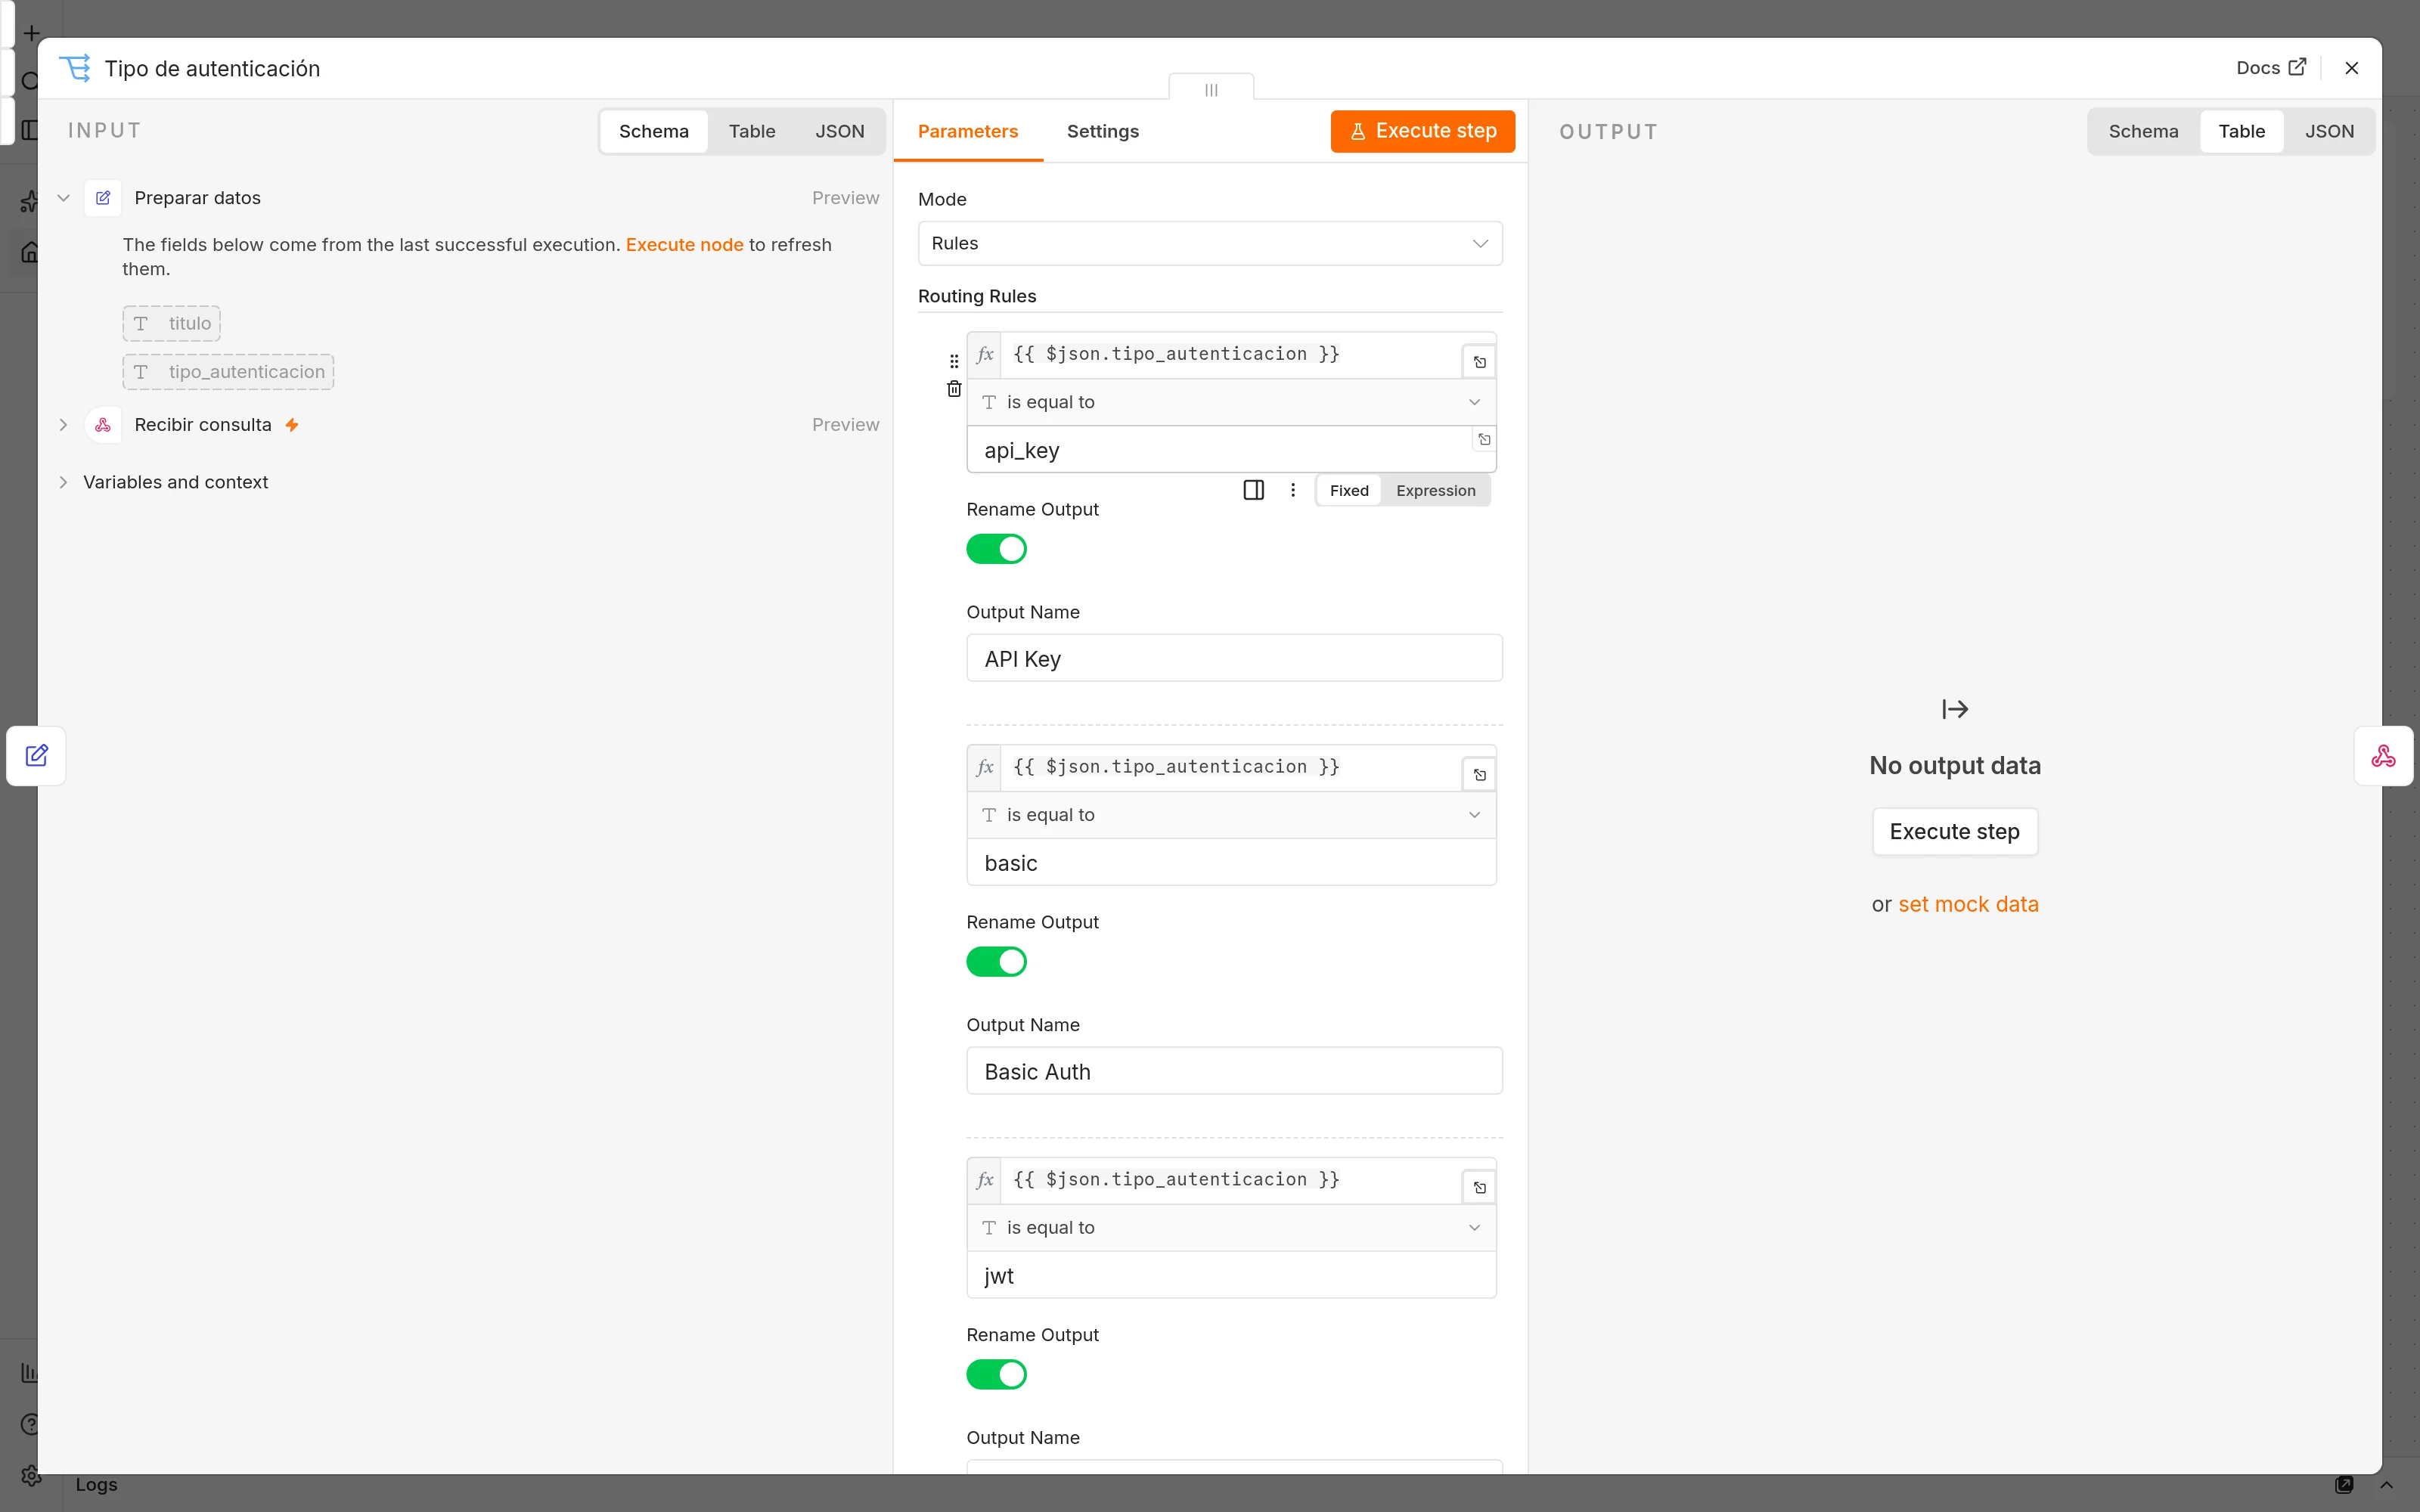 Tipo de autenticación
Docs
INPUT
Schema
Table
JSON
Preparar datos
Preview
The fields below come from the last successful execution. Execute node to refresh
them.
T titulo
T tipo_autenticacion
Recibir consulta
Preview
Variables and context
Parameters
Settings
Execute step
Mode
Rules
Routing Rules
fx {{ $json.tipo_autenticacion }}
T is equal to
api_key
Fixed
Expression
Rename Output
Output Name
API Key
fx {{ $json.tipo_autenticacion }}
T is equal to
basic
Rename Output
Output Name
Basic Auth
fx {{ $json.tipo_autenticacion }}
T is equal to
jwt
Rename Output
Output Name
OUTPUT
Schema
Table
JSON
No output data
Execute step
or set mock data
Logs